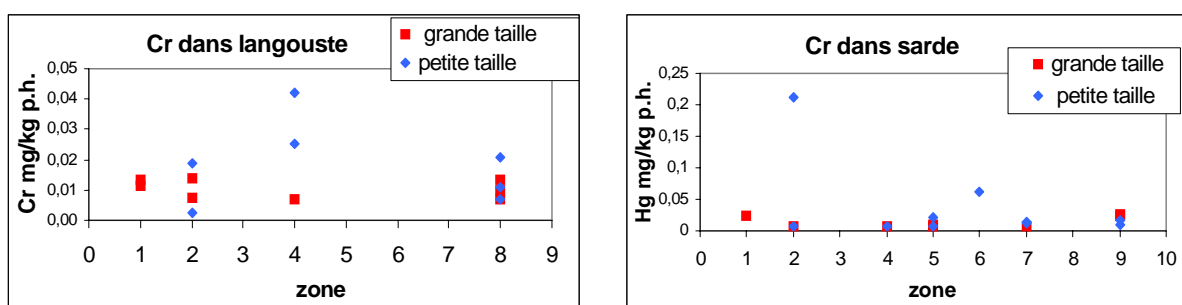 Cr dans langouste
grande taille
petite taille
Cr mg/kg p.h.
0,05
0,04
0,03
0,02
0,01
0,00
0 1 2 3 4 5 6 7 8 9
zone
Cr dans sarde
grande taille
petite taille
Hg mg/kg p.h.
0,25
0,2
0,15
0,1
0,05
0
0 1 2 3 4 5 6 7 8 9 10
zone